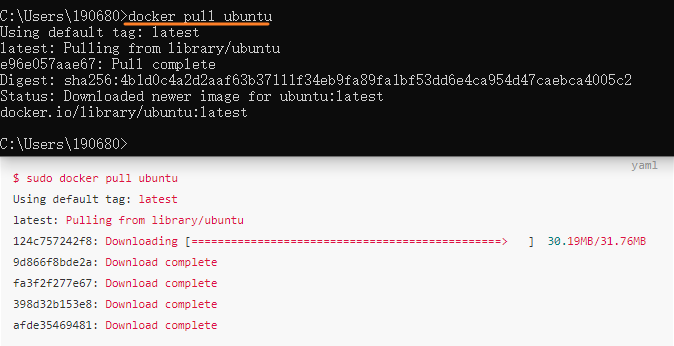 C:\Users\190680>docker pull ubuntu
Using default tag: latest
latest: Pulling from library/ubuntu
e96e057aae67: Pull complete
Digest: sha256:4b1d0c4a2d2aaf63b37111f34eb9fa89fa1bf53dd6e4ca954d47caebca4005c2
Status: Downloaded newer image for ubuntu:latest
docker.io/library/ubuntu:latest
C:\Users\190680>
yaml
$ sudo docker pull ubuntu
Using default tag: latest
latest: Pulling from library/ubuntu
124c757242f8: Downloading [===============================================>   ]  30.19MB/31.76MB
9d866f8bde2a: Download complete
fa3f2f277e67: Download complete
398d32b153e8: Download complete
afde35469481: Download complete